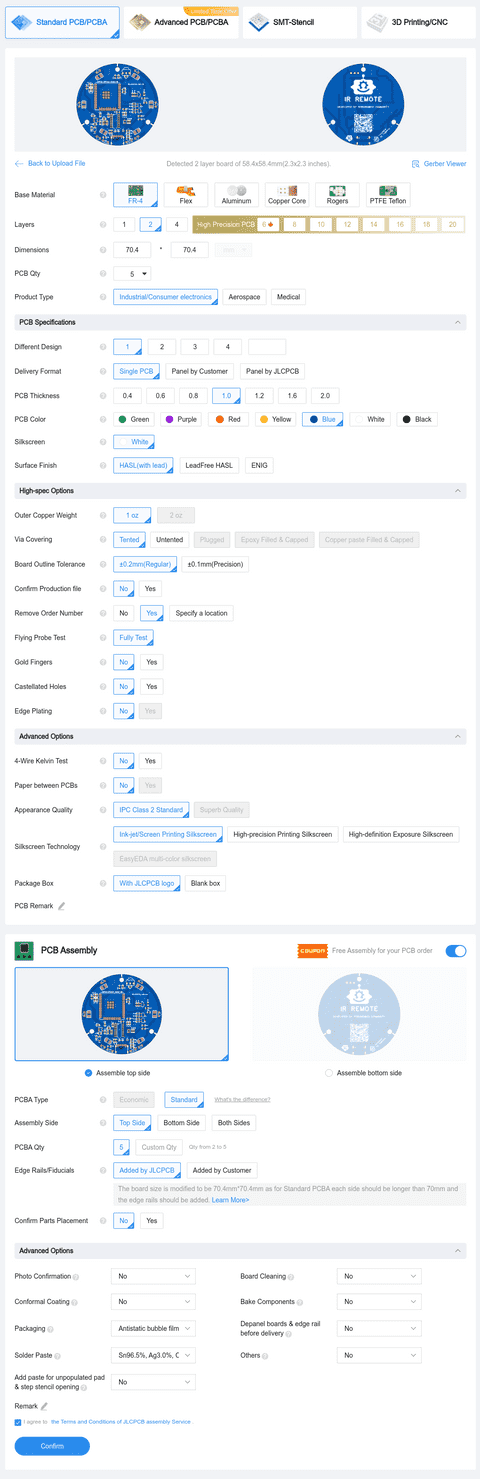 Standard PCB/PCBA
Advanced PCB/PCBA
SMT-Stencil
3D Printing/CNC
IR REMOTE
Back to Upload File
Detected 2 layer board of 58.4x58.4mm(2.3x2.3 inches).
Gerber Viewer
Base Material
FR-4 Flex Aluminum Copper Core Rogers PTFE Teflon
Layers 1 2 4 High Precision PCB 6 8 10 12 14 16 18 20
Dimensions 70.4 * 70.4
PCB Qty 5
Product Type Industrial/Consumer electronics Aerospace Medical
PCB Specifications
Different Design 1 2 3 4
Delivery Format Single PCB Panel by Customer Panel by JLCPCB
PCB Thickness 0.4 0.6 0.8 1.0 1.2 1.6 2.0
PCB Color Green Purple Red Yellow Blue White Black
Silkscreen White
Surface Finish HASL(with lead) LeadFree HASL ENIG
High-spec Options
Outer Copper Weight 1 oz 2 oz
Via Covering Tented Untented Plugged Epoxy Filled & Capped Copper paste Filled & Capped
Board Outline Tolerance ±0.2mm(Regular) ±0.1mm(Precision)
Confirm Production file No Yes
Remove Order Number No Yes Specify a location
Flying Probe Test Fully Test
Gold Fingers No Yes
Castellated Holes No Yes
Edge Plating No Yes
Advanced Options
4-Wire Kelvin Test No Yes
Paper between PCBs No Yes
Appearance Quality IPC Class 2 Standard Superb Quality
Silkscreen Technology Ink-jet/Screen Printing Silkscreen High-precision Printing Silkscreen High-definition Exposure Silkscreen
EasyEDA multi-color silkscreen
Package Box With JLCPCB logo Blank box
PCB Remark
PCB Assembly
COUPON Free Assembly for your PCB order
IR REMOTE
Assemble top side
Assemble bottom side
PCBA Type Economic Standard What's the difference?
Assembly Side Top Side Bottom Side Both Sides
PCBA Qty 5 Custom Qty Qty from 2 to 5
Edge Rails/Fiducials Added by JLCPCB Added by Customer
The board size is modified to be 70.4mm*70.4mm as for Standard PCBA each side should be longer than 70mm and
the edge rails should be added. Learn More>
Confirm Parts Placement No Yes
Advanced Options
Photo Confirmation No Board Cleaning No
Conformal Coating No Bake Components No
Packaging Antistatic bubble film
Depanel boards & edge rail
before delivery No
Solder Paste Sn96.5%, Ag3.0%, C Others No
Add paste for unpopulated pad
& step stencil opening No
Remark
I agree to the Terms and Conditions of JLCPCB assembly Service .
Confirm